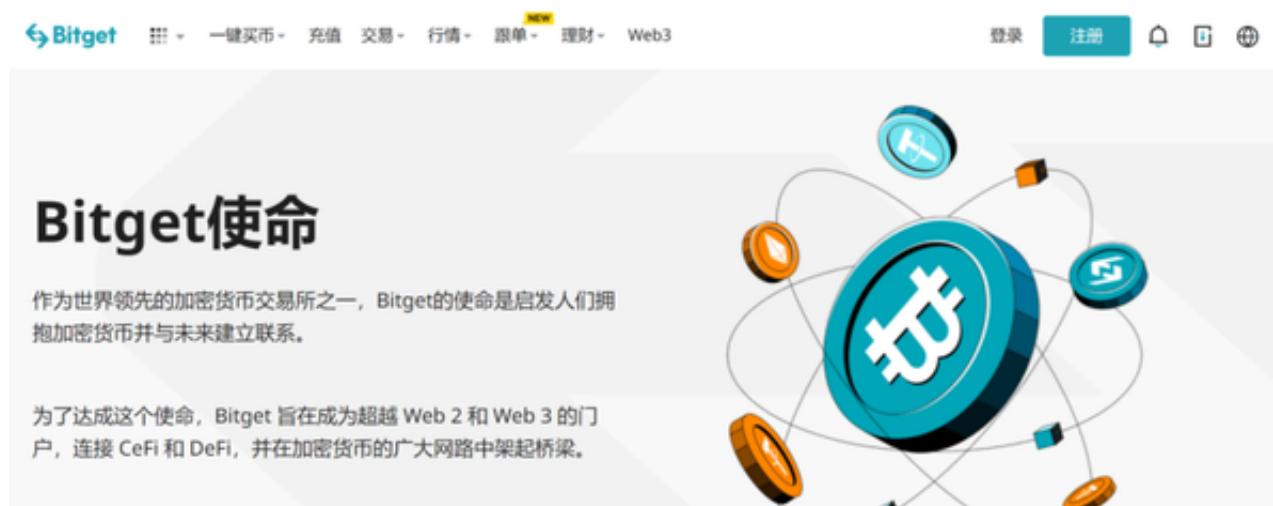 Bitget 一键买币 充值 交易 行情 跟单 NEW 理财 Web3 登录 注册
Bitget使命
作为世界领先的加密货币交易所之一，Bitget的使命是启发人们拥
抱加密货币并与未来建立联系。
为了达成这个使命，Bitget 旨在成为超越 Web 2 和 Web 3 的门
户，连接 CeFi 和 DeFi，并在加密货币的广大网路中架起桥梁。